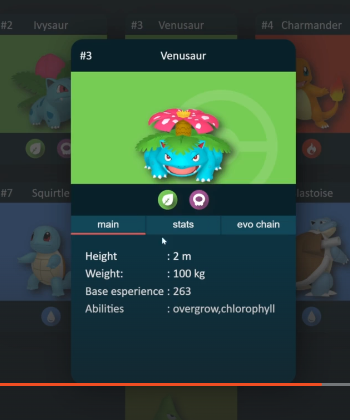 #2 Ivysaur
#3 Venusaur
#4 Charmander
#3 Venusaur
main stats evo chain
Height : 2 m
Weight: : 100 kg
Base esperience : 263
Abilities : overgrow,chlorophyll
#7 Squirtle